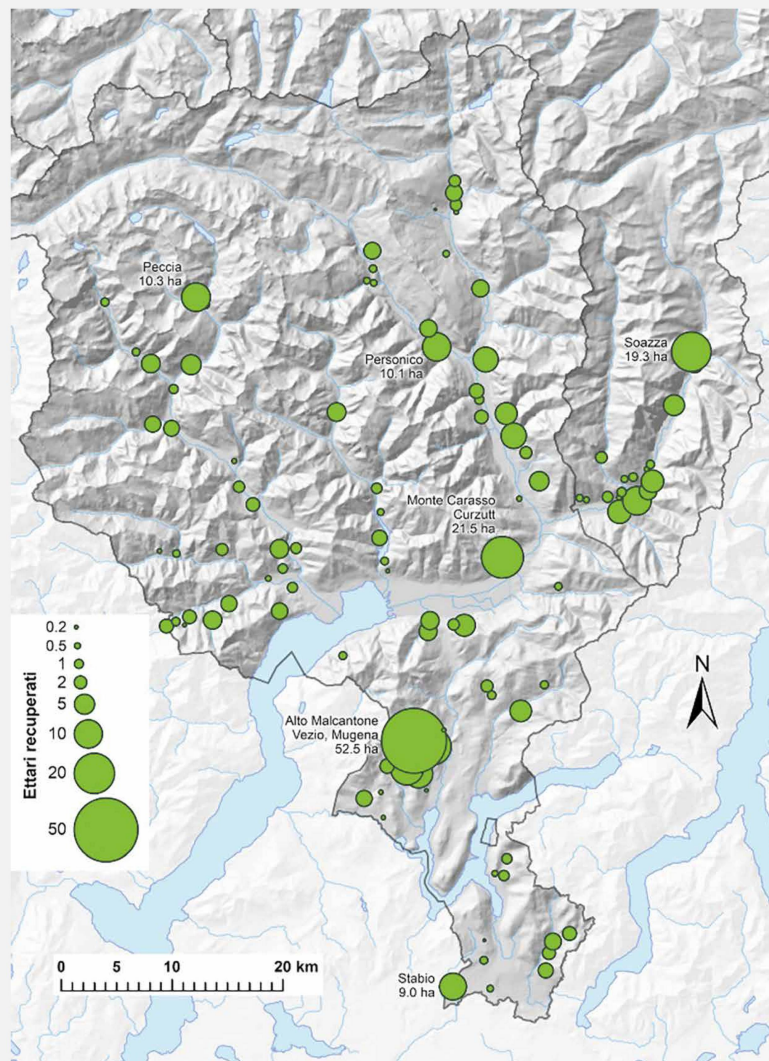 Peccia
10.3 ha
Personico
10.1 ha
Soazza
19.3 ha
Monte Carasso
Curzutt
21.5 ha
Ettari recuperati
0.2
0.5
1
2
5
10
20
50
N
Alto Malcantone
Vezio, Mugena
52.5 ha
0 10 20 km
Stabio
9.0 ha